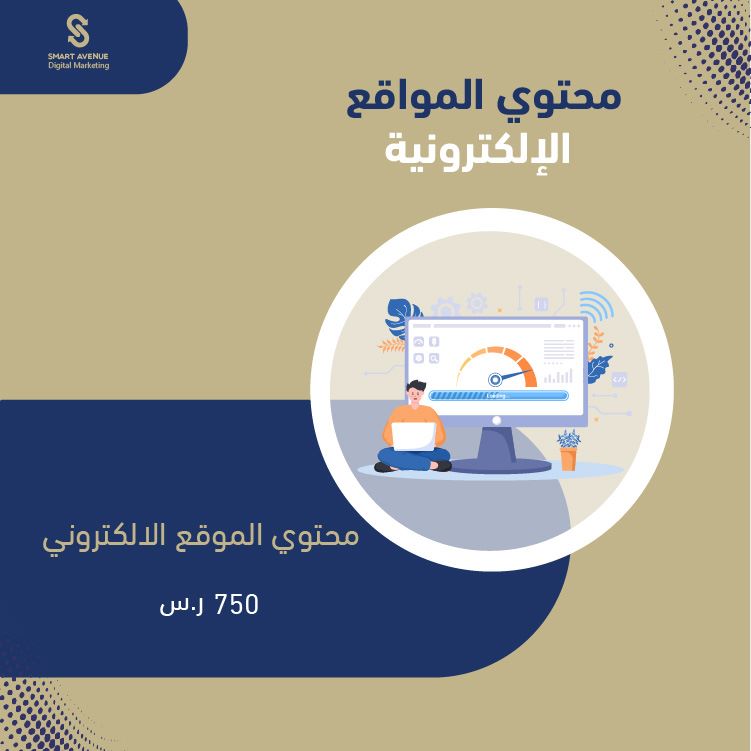 SMART AVENUE
Digital Marketing
محتوي المواقع
الإلكترونية
Loading...
محتوي الموقع الالكتروني
750 ر.س